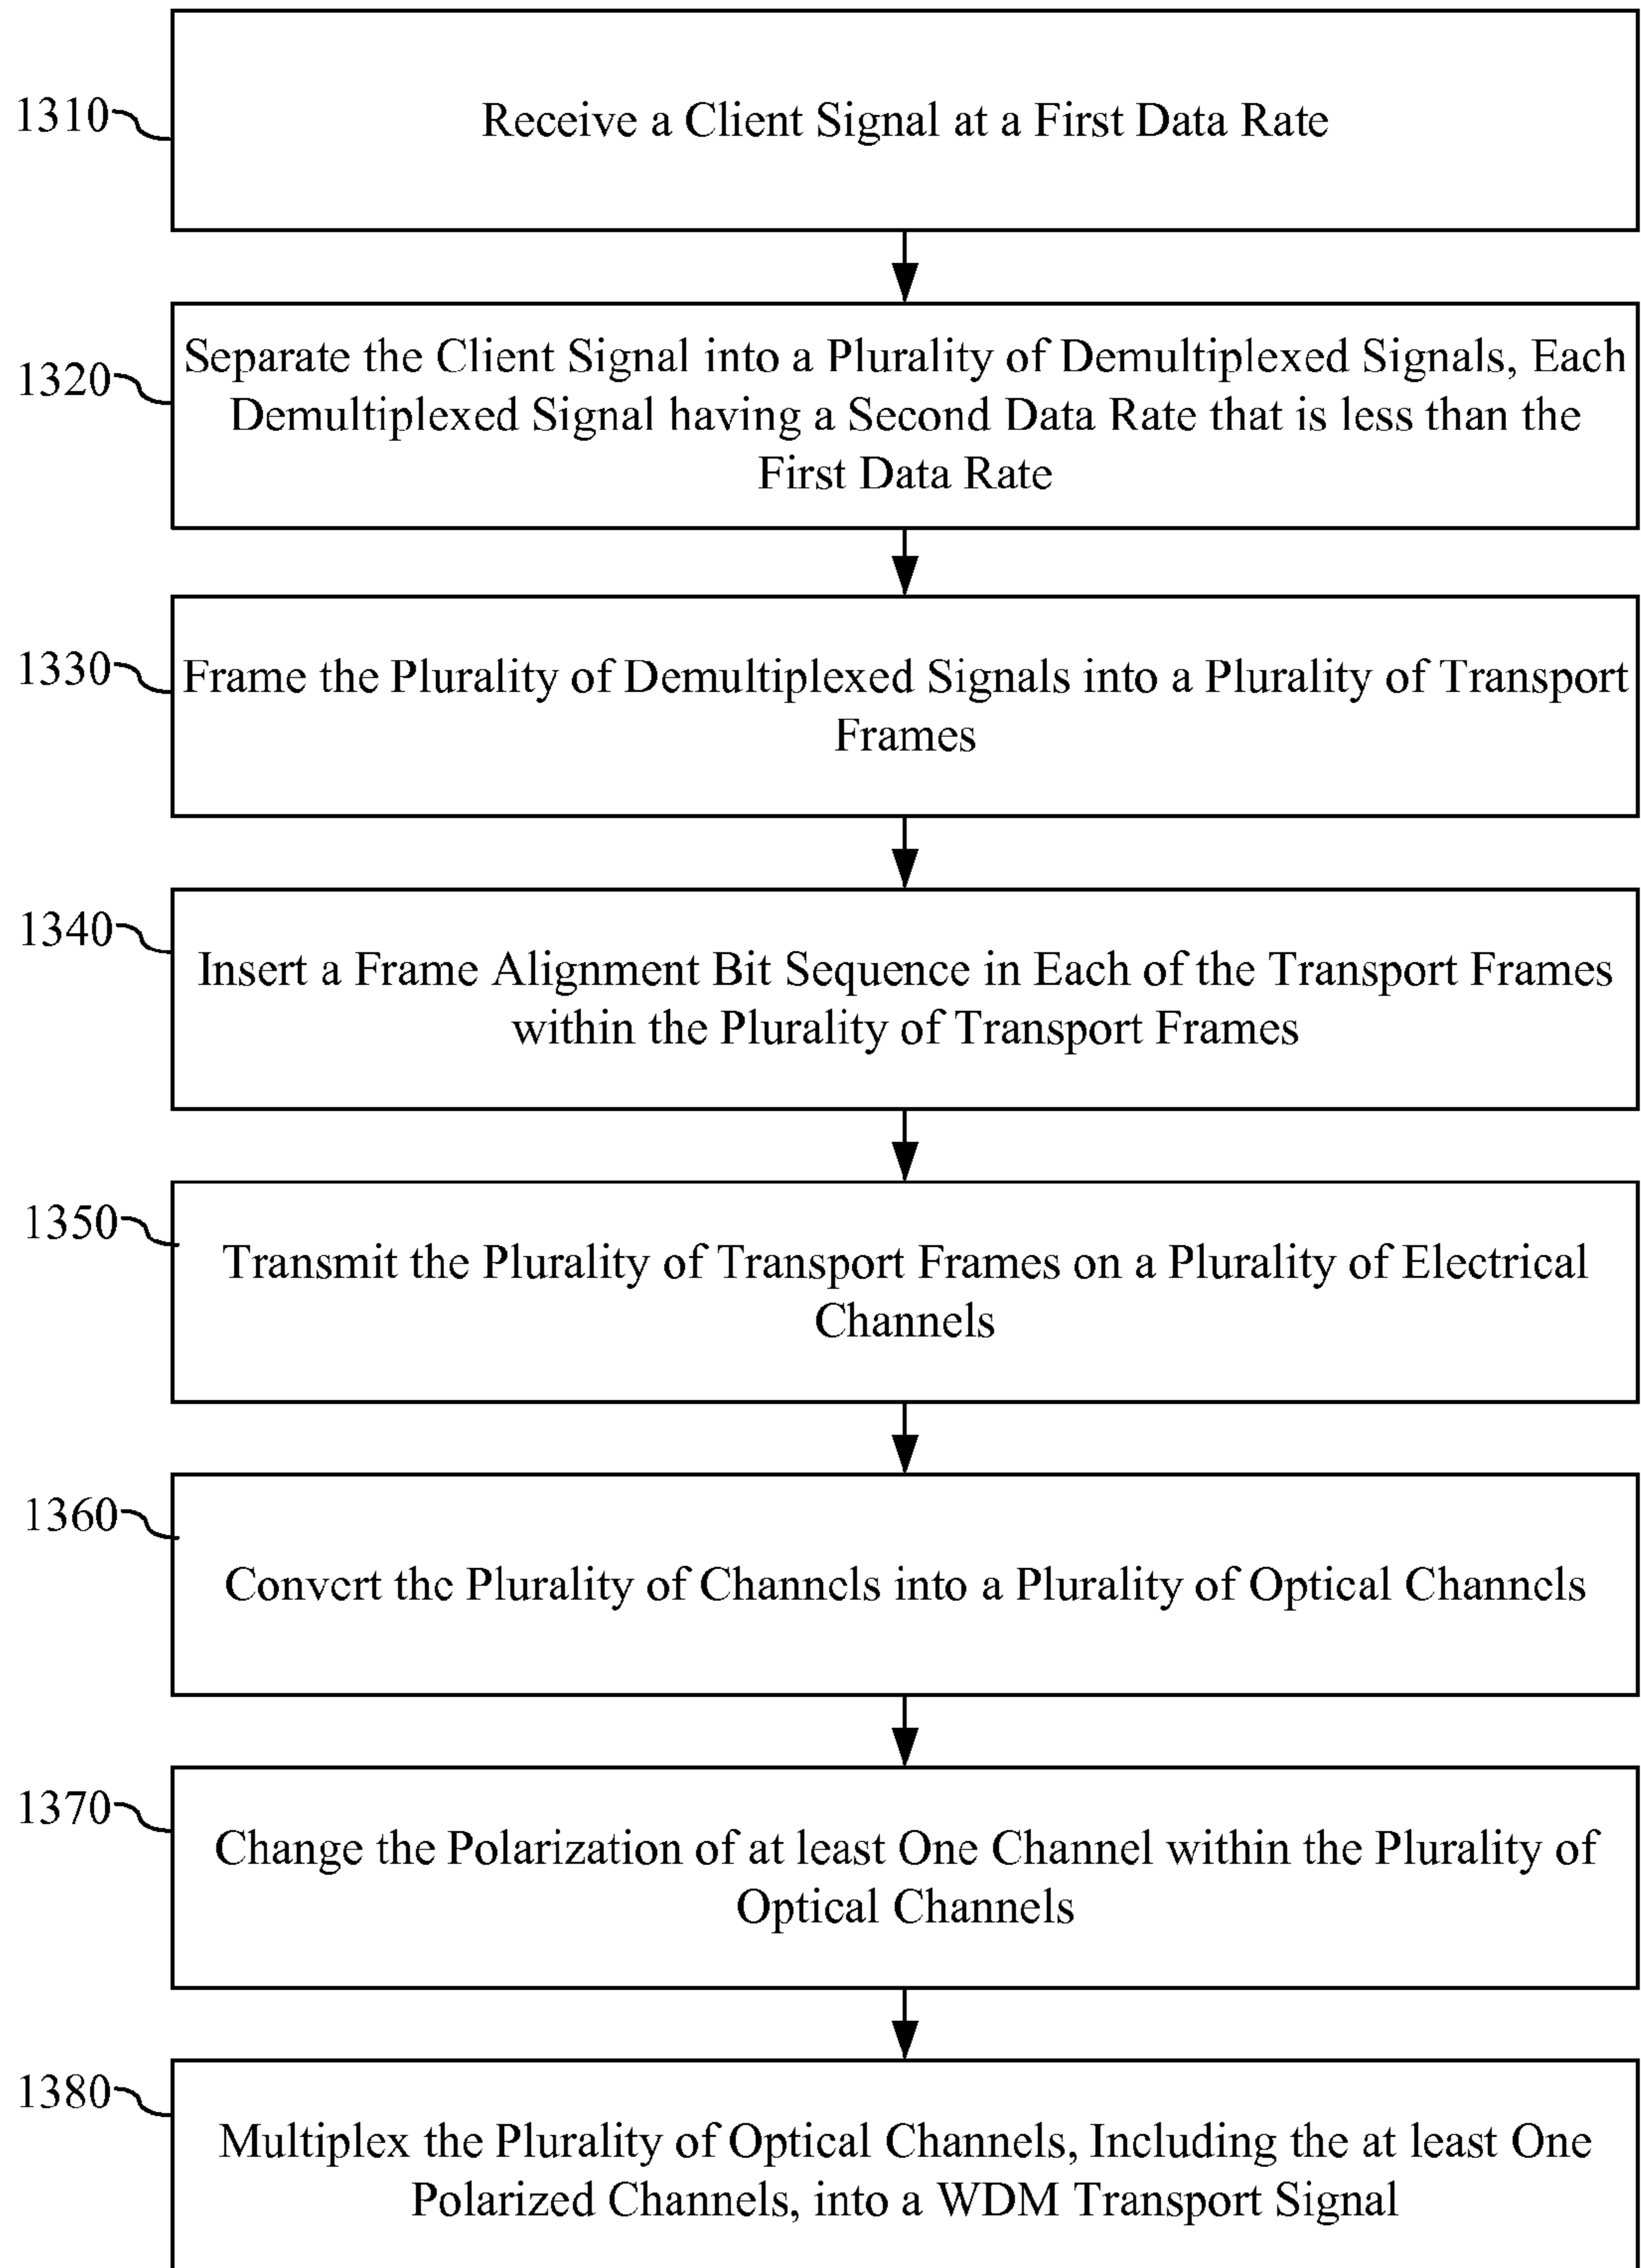 1310
Receive a Client Signal at a First Data Rate
1320
Separate the Client Signal into a Plurality of Demultiplexed Signals, Each
Demultiplexed Signal having a Second Data Rate that is less than the
First Data Rate
1330
Frame the Plurality of Demultiplexed Signals into a Plurality of Transport
Frames
1340
Insert a Frame Alignment Bit Sequence in Each of the Transport Frames
within the Plurality of Transport Frames
1350
Transmit the Plurality of Transport Frames on a Plurality of Electrical
Channels
1360
Convert the Plurality of Channels into a Plurality of Optical Channels
1370
Change the Polarization of at least One Channel within the Plurality of
Optical Channels
1380
Multiplex the Plurality of Optical Channels, Including the at least One
Polarized Channels, into a WDM Transport Signal